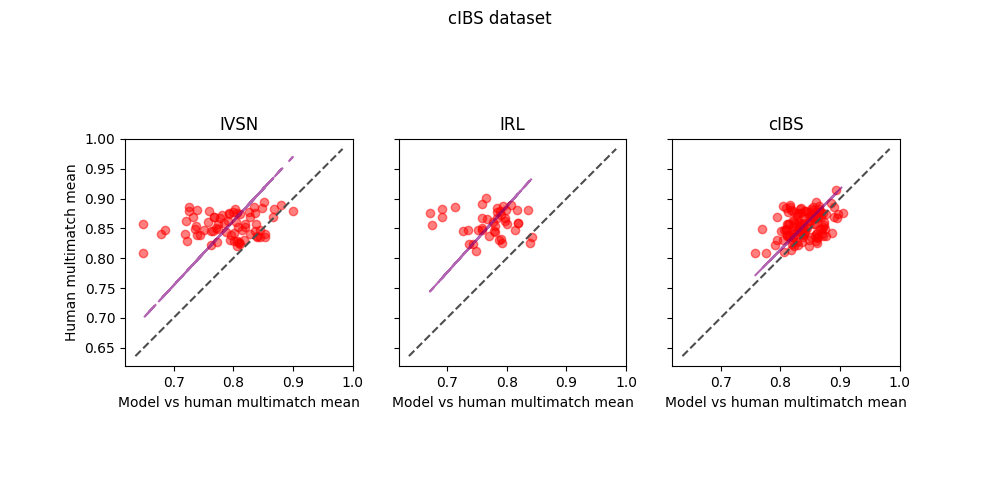 cIBS dataset
IVSN
IRL
cIBS
Human multimatch mean
1.00
0.95
0.90
0.85
0.80
0.75
0.70
0.65
0.7 0.8 0.9 1.0
0.7 0.8 0.9 1.0
0.7 0.8 0.9 1.0
Model vs human multimatch mean
Model vs human multimatch mean
Model vs human multimatch mean